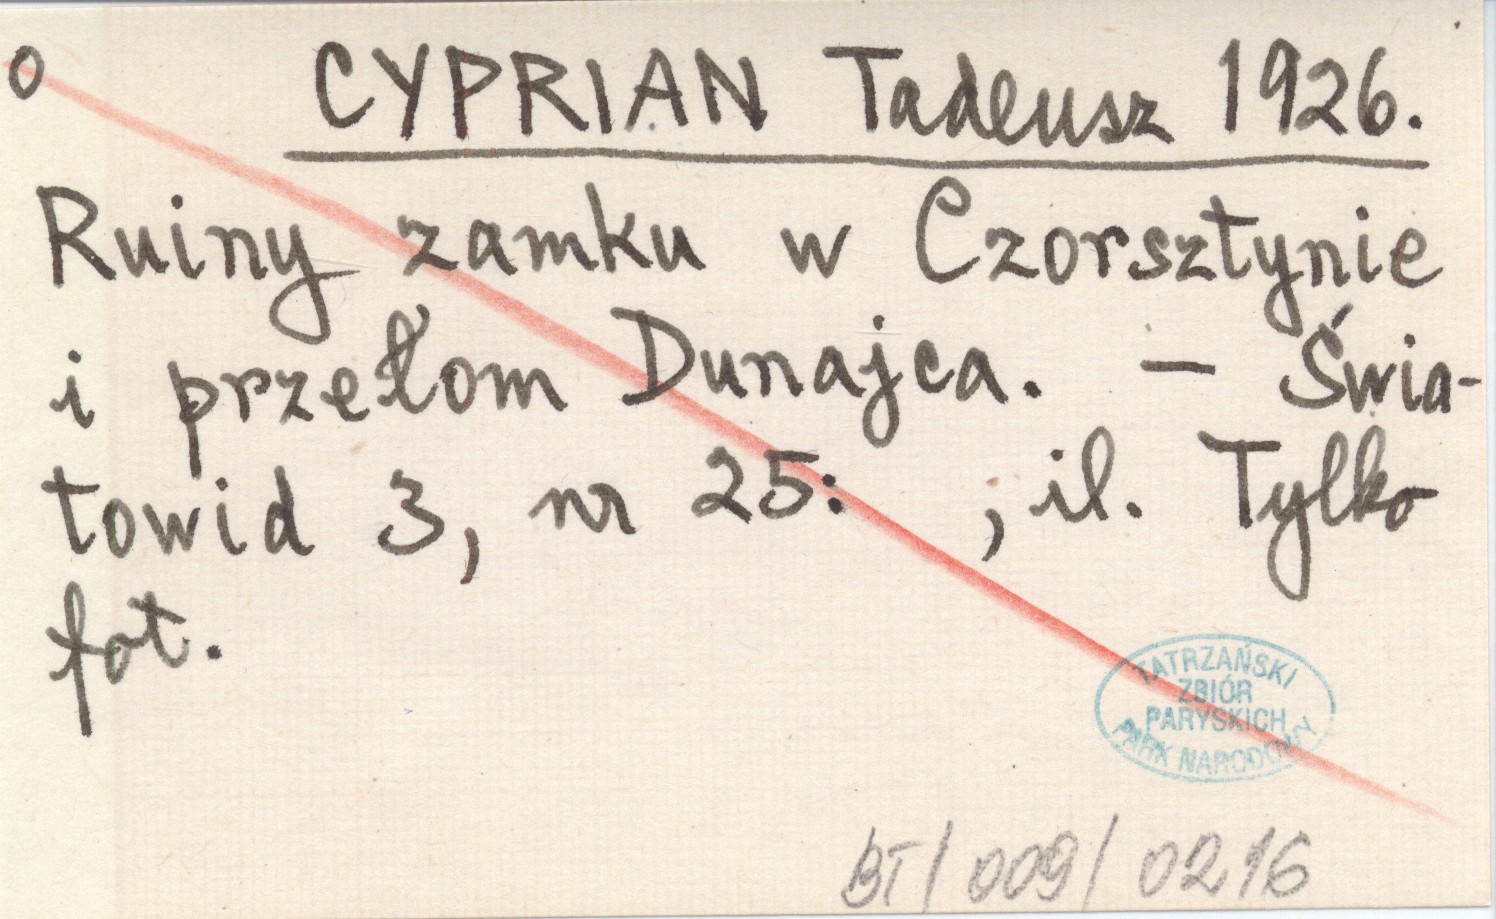 o CYPRIAN Tadeusz 1926.
Ruiny zamku w Czorsztynie
i przełom Dunajca. – Świa-
towid 3, nr 25: , il. Tylko
fot.
TATRZAŃSKI
ZBIÓR
PARYSKICH
PARK NARODOWY
BT/009/0216